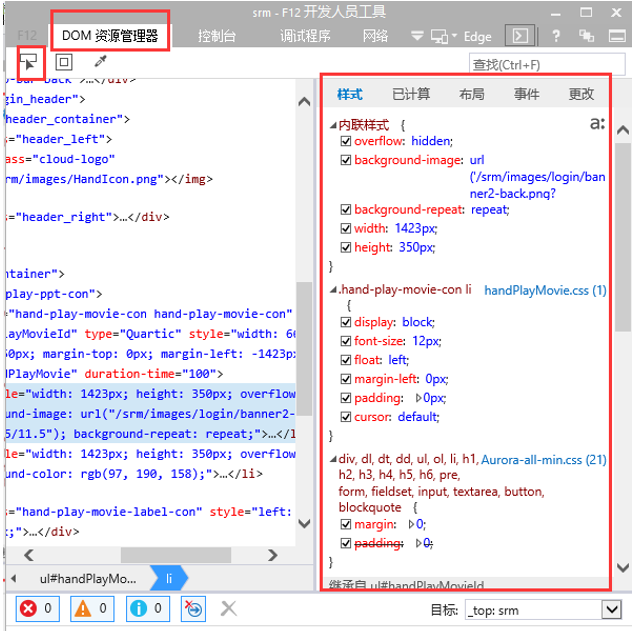 srm - F12 开发人员工具
F12 DOM 资源管理器 控制台 调试程序 网络 Edge ?
查找(Ctrl+F)
样式 已计算 布局 事件 更改
o-bar-back">…</div>
gin_header">
header_container">
s="header_left">
lass="cloud-logo"
rm/images/HandIcon.png"></img>
s="header_right">…</div>
ntainer">
play-ppt-con">
="hand-play-movie-con hand-play-movie-con"
layMovieId" type="Quartic" style="width: 66
50px; margin-top: 0px; margin-left: -1423px
dPlayMovie" duration-time="100">
le="width: 1423px; height: 350px; overflow
und-image: url("/srm/images/login/banner2-
5/11.5"); background-repeat: repeat;">…</l
le="width: 1423px; height: 350px; overflow
und-color: rgb(97, 190, 158);">…</li>
s="hand-play-movie-label-con" style="left:
x;">…</div>
内联样式 { a:
overflow: hidden;
background-image: url
('/srm/images/login/ban
ner2-back.png?
background-repeat: repeat;
width: 1423px;
height: 350px;
}
.hand-play-movie-con li handPlayMovie.css (1)
{
display: block;
font-size: 12px;
float: left;
margin-left: 0px;
padding: 0px;
cursor: default;
}
div, dl, dt, dd, ul, ol, li, h1, Aurora-all-min.css (21)
h2, h3, h4, h5, h6, pre,
form, fieldset, input, textarea, button,
blockquote {
margin: 0;
padding: 0;
}
继承自 ul#handPlayMovieId
ul#handPlayMo... li
0 0 0 目标: _top: srm